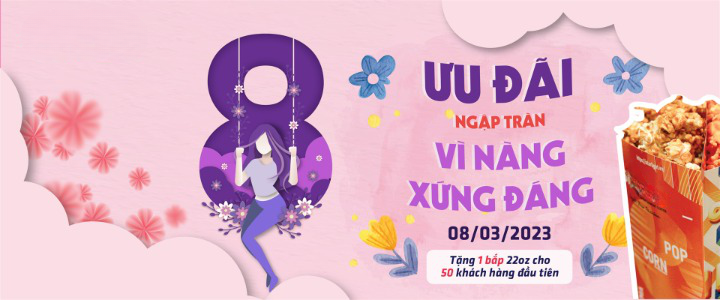 8
ƯU ĐÃI
NGẬP TRÀN
VÌ NÀNG
XỨNG ĐÁNG
08/03/2023
Tặng 1 bắp 22oz cho
50 khách hàng đầu tiên
POP
CORN